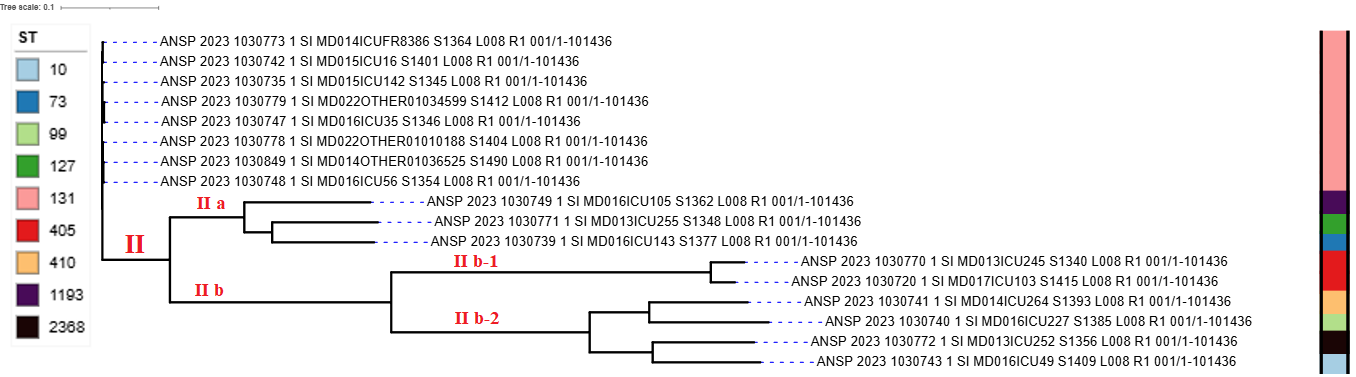 Tree scale: 0.1
ST
10
73
99
127
131
405
410
1193
2368
ANSP 2023 1030773 1 SI MD014ICUFR8386 S1364 L008 R1 001/1-101436
ANSP 2023 1030742 1 SI MD015ICU16 S1401 L008 R1 001/1-101436
ANSP 2023 1030735 1 SI MD015ICU142 S1345 L008 R1 001/1-101436
ANSP 2023 1030779 1 SI MD022OTHER01034599 S1412 L008 R1 001/1-101436
ANSP 2023 1030747 1 SI MD016ICU35 S1346 L008 R1 001/1-101436
ANSP 2023 1030778 1 SI MD022OTHER01010188 S1404 L008 R1 001/1-101436
ANSP 2023 1030849 1 SI MD014OTHER01036525 S1490 L008 R1 001/1-101436
ANSP 2023 1030748 1 SI MD016ICU56 S1354 L008 R1 001/1-101436
II a
ANSP 2023 1030749 1 SI MD016ICU105 S1362 L008 R1 001/1-101436
ANSP 2023 1030771 1 SI MD013ICU255 S1348 L008 R1 001/1-101436
II
ANSP 2023 1030739 1 SI MD016ICU143 S1377 L008 R1 001/1-101436
II b-1
ANSP 2023 1030770 1 SI MD013ICU245 S1340 L008 R1 001/1-101436
ANSP 2023 1030720 1 SI MD017ICU103 S1415 L008 R1 001/1-101436
II b
ANSP 2023 1030741 1 SI MD014ICU264 S1393 L008 R1 001/1-101436
II b-2
ANSP 2023 1030740 1 SI MD016ICU227 S1385 L008 R1 001/1-101436
ANSP 2023 1030772 1 SI MD013ICU252 S1356 L008 R1 001/1-101436
ANSP 2023 1030743 1 SI MD016ICU49 S1409 L008 R1 001/1-101436